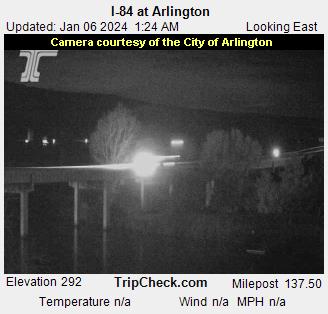 I-84 at Arlington
Updated: Jan 06 2024 1:24 AM Looking East
Camera courtesy of the City of Arlington
Elevation 292 TripCheck.com Milepost 137.50
Temperature n/a Wind n/a MPH n/a